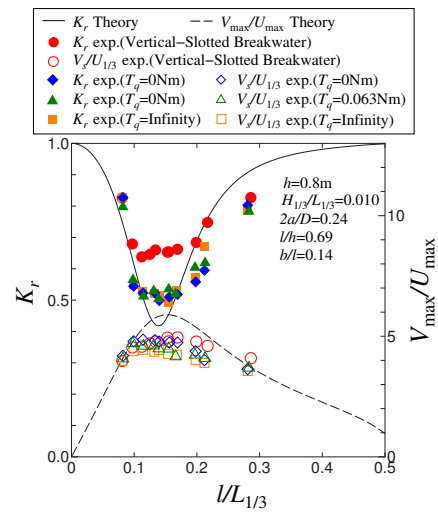 K_r Theory V_max/U_max Theory
K_r exp.(Vertical-Slotted Breakwater)
V_s/U_1/3 exp.(Vertical-Slotted Breakwater)
K_r exp.(T_q=0Nm) V_s/U_1/3 exp.(T_q=0Nm)
K_r exp.(T_q=0Nm) V_s/U_1/3 exp.(T_q=0.063Nm)
K_r exp.(T_q=Infinity) V_s/U_1/3 exp.(T_q=Infinity)
1.0
0.5
0.0
K_r
h=0.8m
H_1/3/L_1/3=0.010
2a/D=0.24
l/h=0.69
b/l=0.14
10
5
0
V_max/U_max
0 0.1 0.2 0.3 0.4 0.5
l/L_1/3